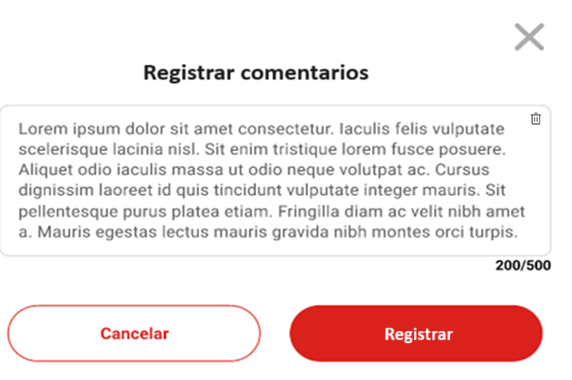 Registrar comentarios
Lorem ipsum dolor sit amet consectetur. Iaculis felis vulputate
scelerisque lacinia nisl. Sit enim tristique lorem fusce posuere.
Aliquet odio iaculis massa ut odio neque volutpat ac. Cursus
dignissim laoreet id quis tincidunt vulputate integer mauris. Sit
pellentesque purus platea etiam. Fringilla diam ac velit nibh amet
a. Mauris egestas lectus mauris gravida nibh montes orci turpis.
200/500
Cancelar
Registrar